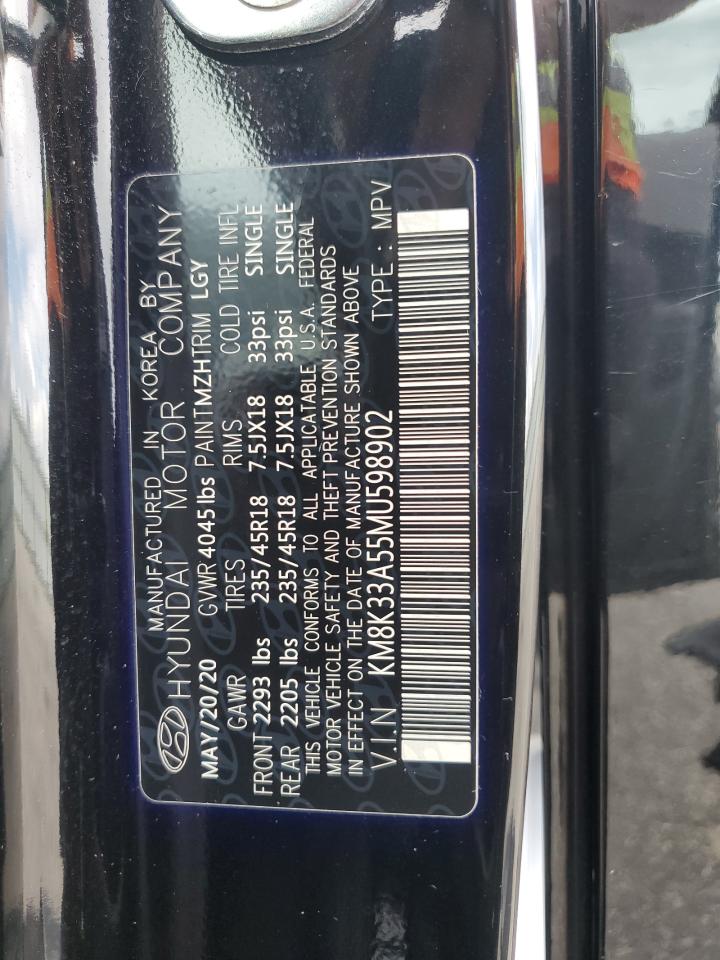 MANUFACTURED IN KOREA BY
HYUNDAI MOTOR COMPANY
MAY/20/20 GVWR 4045 lbs PAINT MZH TRIM LGY
GAWR TIRES RIMS COLD TIRE INFL
FRONT 2293 lbs 235/45R18 7.5JX18 33psi SINGLE
REAR 2205 lbs 235/45R18 7.5JX18 33psi SINGLE
THIS VEHICLE CONFORMS TO ALL APPLICATABLE U.S.A. FEDERAL
MOTOR VEHICLE SAFETY AND THEFT PREVENTION STANDARDS
IN EFFECT ON THE DATE OF MANUFACTURE SHOWN ABOVE
V.I.N KM8K33A55MU598902 TYPE : MPV